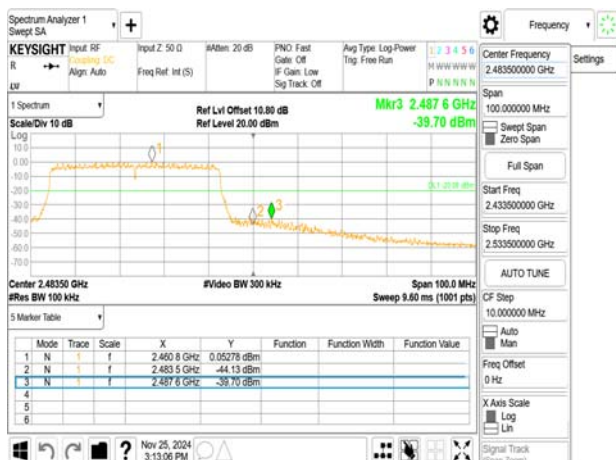 Spectrum Analyzer 1
Swept SA
+
Frequency
KEYSIGHT
Input: RF
Coupling: DC
Align: Auto
Input Z: 50 Ω
Freq Ref: Int (S)
#Atten: 20 dB
PNO: Fast
Gate: Off
IF Gain: Low
Sig Track: Off
Avg Type: Log-Power
Trig: Free Run
1 2 3 4 5 6
M W W W W W
P N N N N N
R
LXI
1 Spectrum
Scale/Div 10 dB
Ref Lvl Offset 10.80 dB
Ref Level 20.00 dBm
Mkr3 2.487 6 GHz
-39.70 dBm
Log
10.0
0.00
-10.0
-20.0
-30.0
-40.0
-50.0
-60.0
-70.0
1
2
3
Center 2.48350 GHz
#Res BW 100 kHz
#Video BW 300 kHz
Span 100.0 MHz
Sweep 9.60 ms (1001 pts)
5 Marker Table
Mode Trace Scale X Y Function Function Width Function Value
1 N 1 f 2.460 8 GHz 0.05278 dBm
2 N 1 f 2.483 5 GHz -44.13 dBm
3 N 1 f 2.487 6 GHz -39.70 dBm
4
5
6
?
Nov 25, 2024
3:13:06 PM
Center Frequency
2.483500000 GHz
Span
100.000000 MHz
Swept Span
Zero Span
Full Span
Start Freq
2.433500000 GHz
Stop Freq
2.533500000 GHz
AUTO TUNE
CF Step
10.000000 MHz
Auto
Man
Freq Offset
0 Hz
X Axis Scale
Log
Lin
Signal Track
Settings